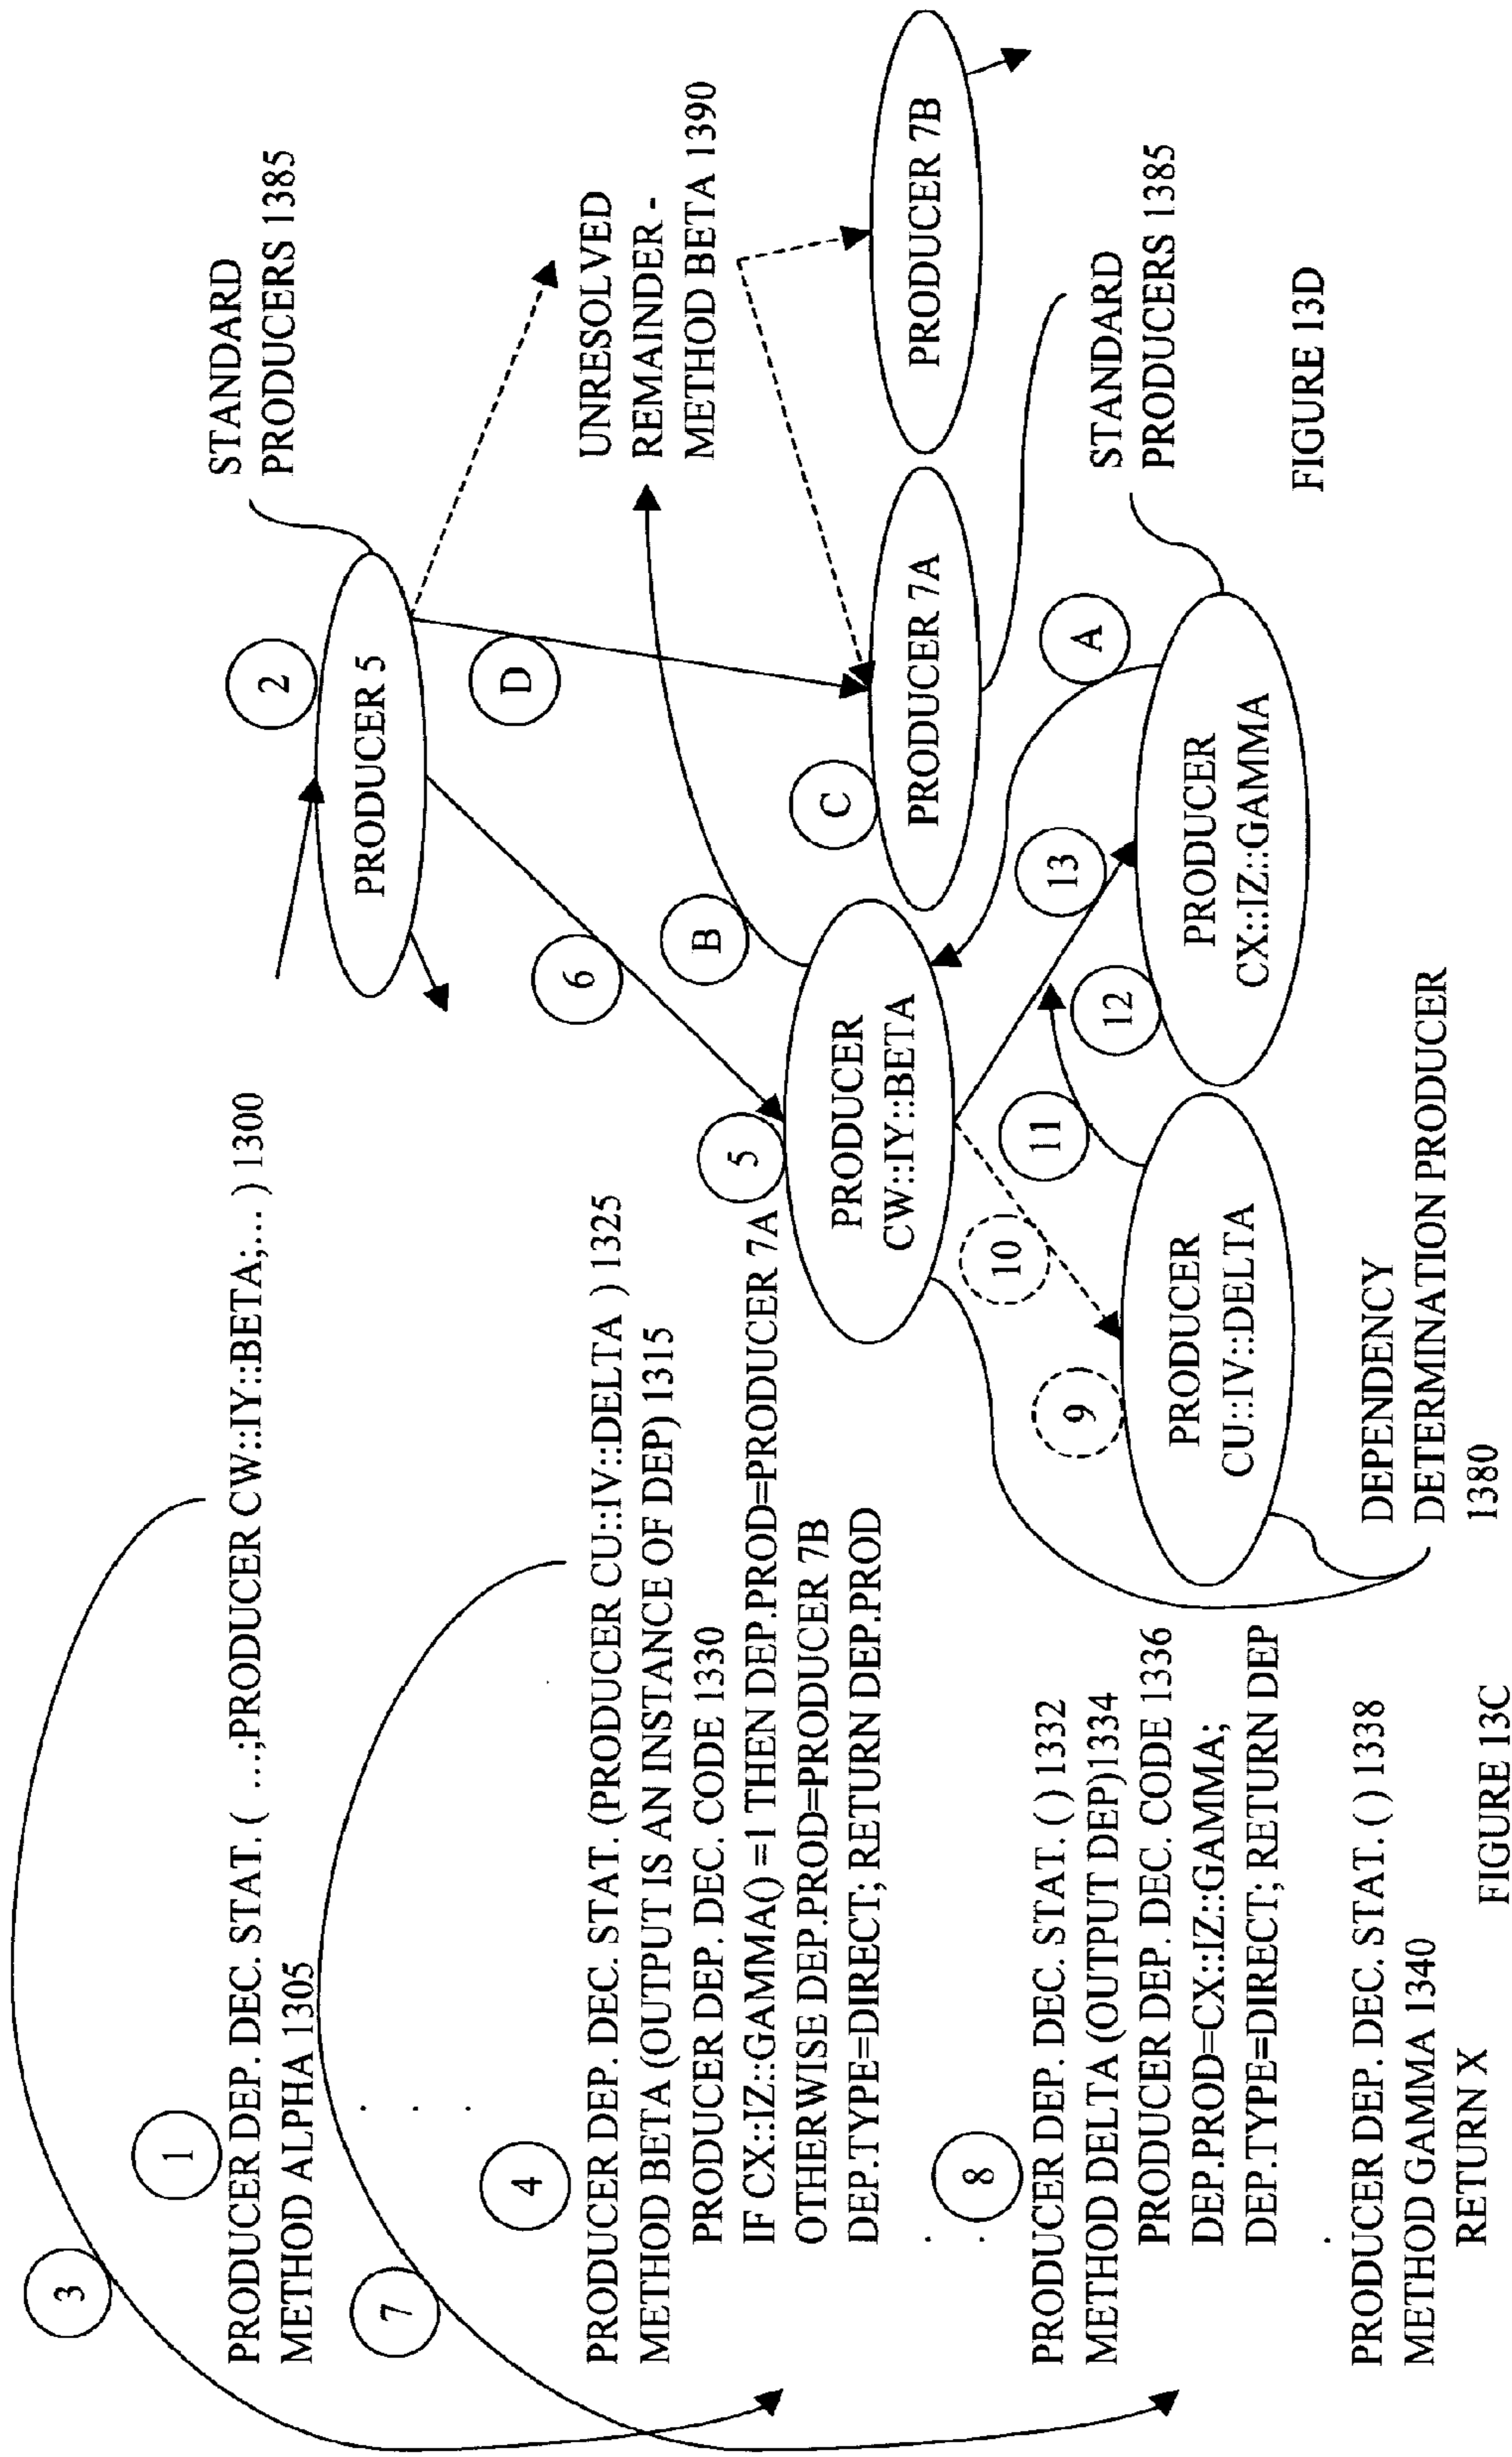 3
1
PRODUCER DEP. DEC. STAT. ( ...;PRODUCER CW::IY::BETA;... ) 1300
METHOD ALPHA 1305
.
.
.
7
4
PRODUCER DEP. DEC. STAT. (PRODUCER CU::IV::DELTA ) 1325
METHOD BETA (OUTPUT IS AN INSTANCE OF DEP) 1315
PRODUCER DEP. DEC. CODE 1330
IF CX::IZ::GAMMA() =1 THEN DEP.PROD=PRODUCER 7A
OTHERWISE DEP.PROD=PRODUCER 7B
DEP.TYPE=DIRECT; RETURN DEP.PROD
.
.
8
PRODUCER DEP. DEC. STAT. ( ) 1332
METHOD DELTA (OUTPUT DEP)1334
PRODUCER DEP. DEC. CODE 1336
DEP.PROD=CX::IZ::GAMMA;
DEP.TYPE=DIRECT; RETURN DEP
.
PRODUCER DEP. DEC. STAT. ( ) 1338
METHOD GAMMA 1340
RETURN X
FIGURE 13C
STANDARD
PRODUCERS 1385
2
PRODUCER 5
D
6
UNRESOLVED
REMAINDER -
METHOD BETA 1390
B
C
5
PRODUCER
CW::IY::BETA
PRODUCER 7A
PRODUCER 7B
10
11
13
A
9
12
PRODUCER
CU::IV::DELTA
PRODUCER
CX::IZ::GAMMA
STANDARD
PRODUCERS 1385
DEPENDENCY
DETERMINATION PRODUCER
1380
FIGURE 13D